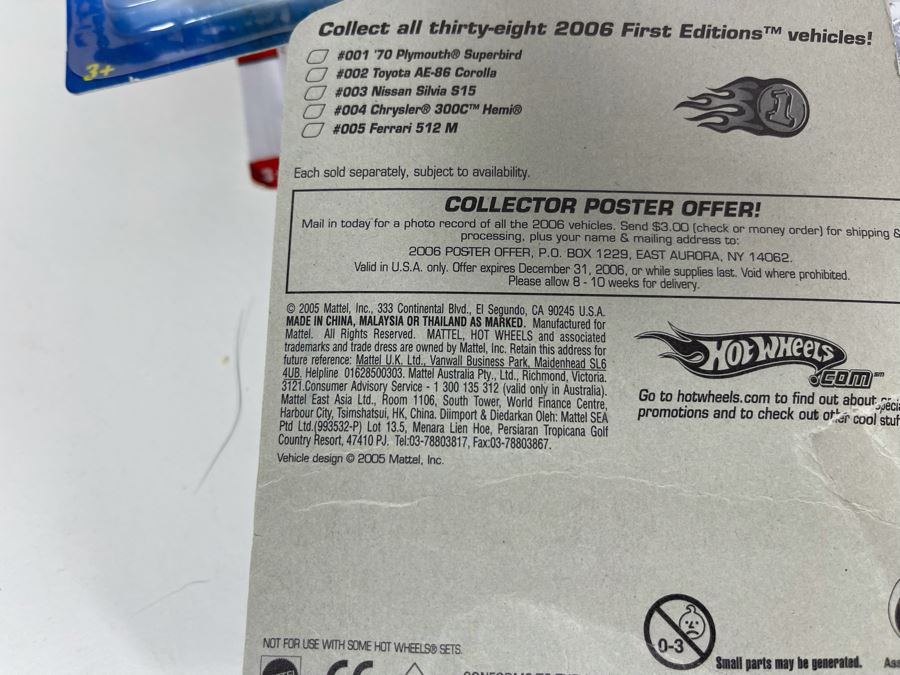 3+
Collect all thirty-eight 2006 First Editions™ vehicles!
#001 '70 Plymouth® Superbird
#002 Toyota AE-86 Corolla
#003 Nissan Silvia S15
#004 Chrysler® 300C™ Hemi®
#005 Ferrari 512 M
1
Each sold separately, subject to availability.
COLLECTOR POSTER OFFER!
Mail in today for a photo record of all the 2006 vehicles. Send $3.00 (check or money order) for shipping &
processing, plus your name & mailing address to:
2006 POSTER OFFER, P.O. BOX 1229, EAST AURORA, NY 14062.
Valid in U.S.A. only. Offer expires December 31, 2006, or while supplies last. Void where prohibited.
Please allow 8 - 10 weeks for delivery.
© 2005 Mattel, Inc., 333 Continental Blvd., El Segundo, CA 90245 U.S.A.
MADE IN CHINA, MALAYSIA OR THAILAND AS MARKED. Manufactured for
Mattel. All Rights Reserved. MATTEL, HOT WHEELS and associated
trademarks and trade dress are owned by Mattel, Inc. Retain this address for
future reference: Mattel U.K. Ltd., Vanwall Business Park, Maidenhead SL6
4UB. Helpline 01628500303. Mattel Australia Pty., Ltd., Richmond, Victoria.
3121.Consumer Advisory Service - 1 300 135 312 (valid only in Australia).
Mattel East Asia Ltd., Room 1106, South Tower, World Finance Centre,
Harbour City, Tsimshatsui, HK, China. Diimport & Diedarkan Oleh: Mattel SEA
Ptd Ltd.(993532-P) Lot 13.5, Menara Lien Hoe, Persiaran Tropicana Golf
Country Resort, 47410 PJ. Tel:03-78803817, Fax:03-78803867.
Vehicle design © 2005 Mattel, Inc.
HOT WHEELS
.COM℠
Go to hotwheels.com to find out about
promotions and to check out other cool stuff
NOT FOR USE WITH SOME HOT WHEELS® SETS.
0-3
Small parts may be generated.
CE